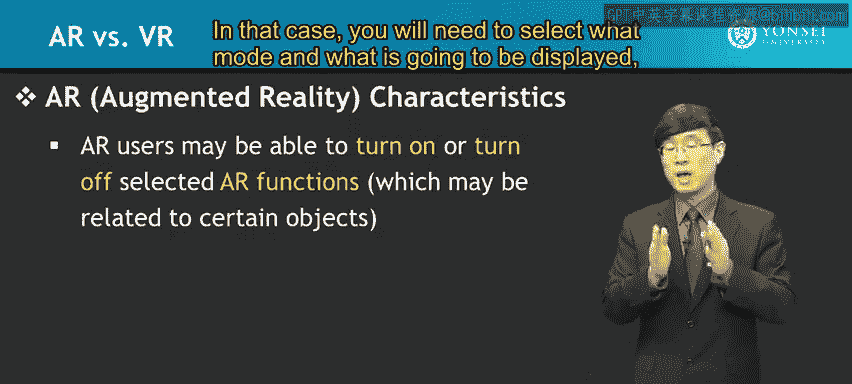 AR vs. VR
In that case, you will need to select what
mode and what is going to be displayed,
YONSEI
UNIVERSITY
❖ AR (Augmented Reality) Characteristics
▪ AR users may be able to turn on or turn
off selected AR functions (which may be
related to certain objects)